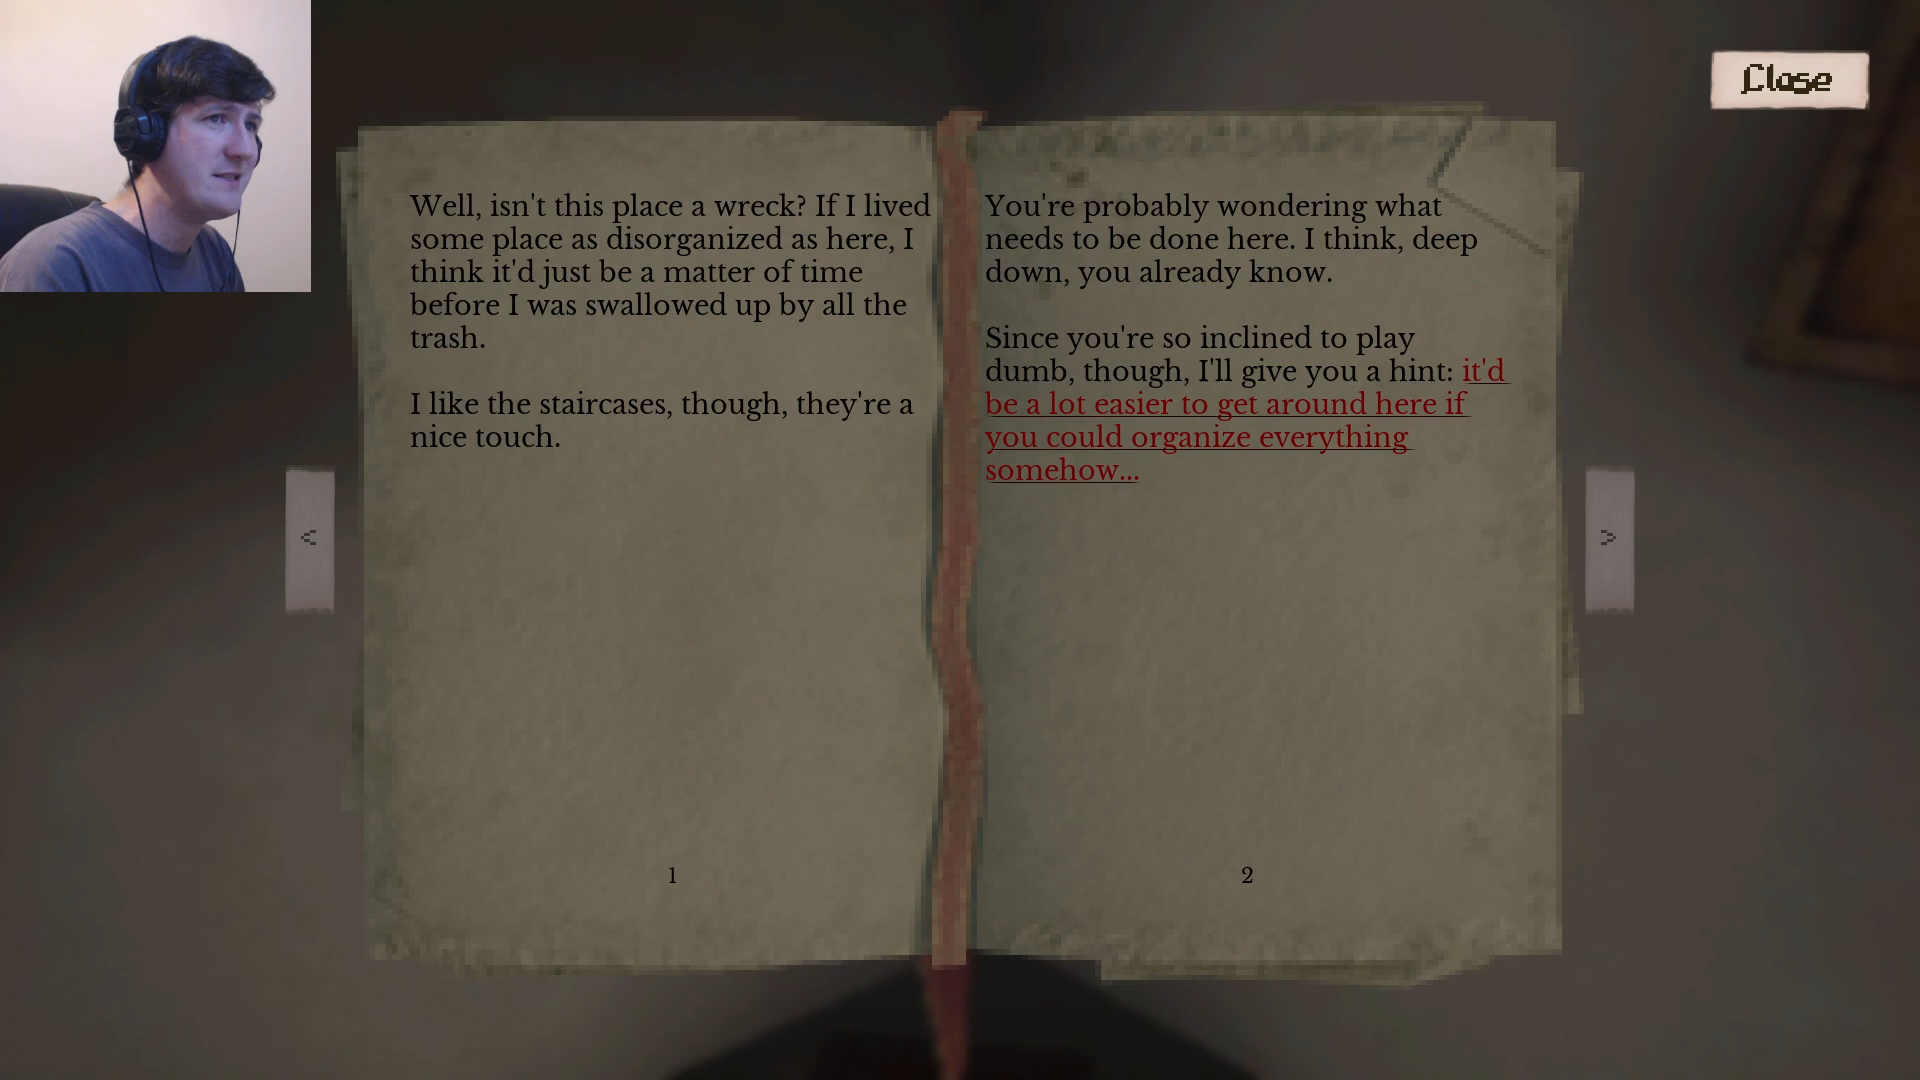 Close
Well, isn't this place a wreck? If I lived
some place as disorganized as here, I
think it'd just be a matter of time
before I was swallowed up by all the
trash.
I like the staircases, though, they're a
nice touch.
1
You're probably wondering what
needs to be done here. I think, deep
down, you already know.
Since you're so inclined to play
dumb, though, I'll give you a hint: it'd
be a lot easier to get around here if
you could organize everything
somehow...
2
<
>